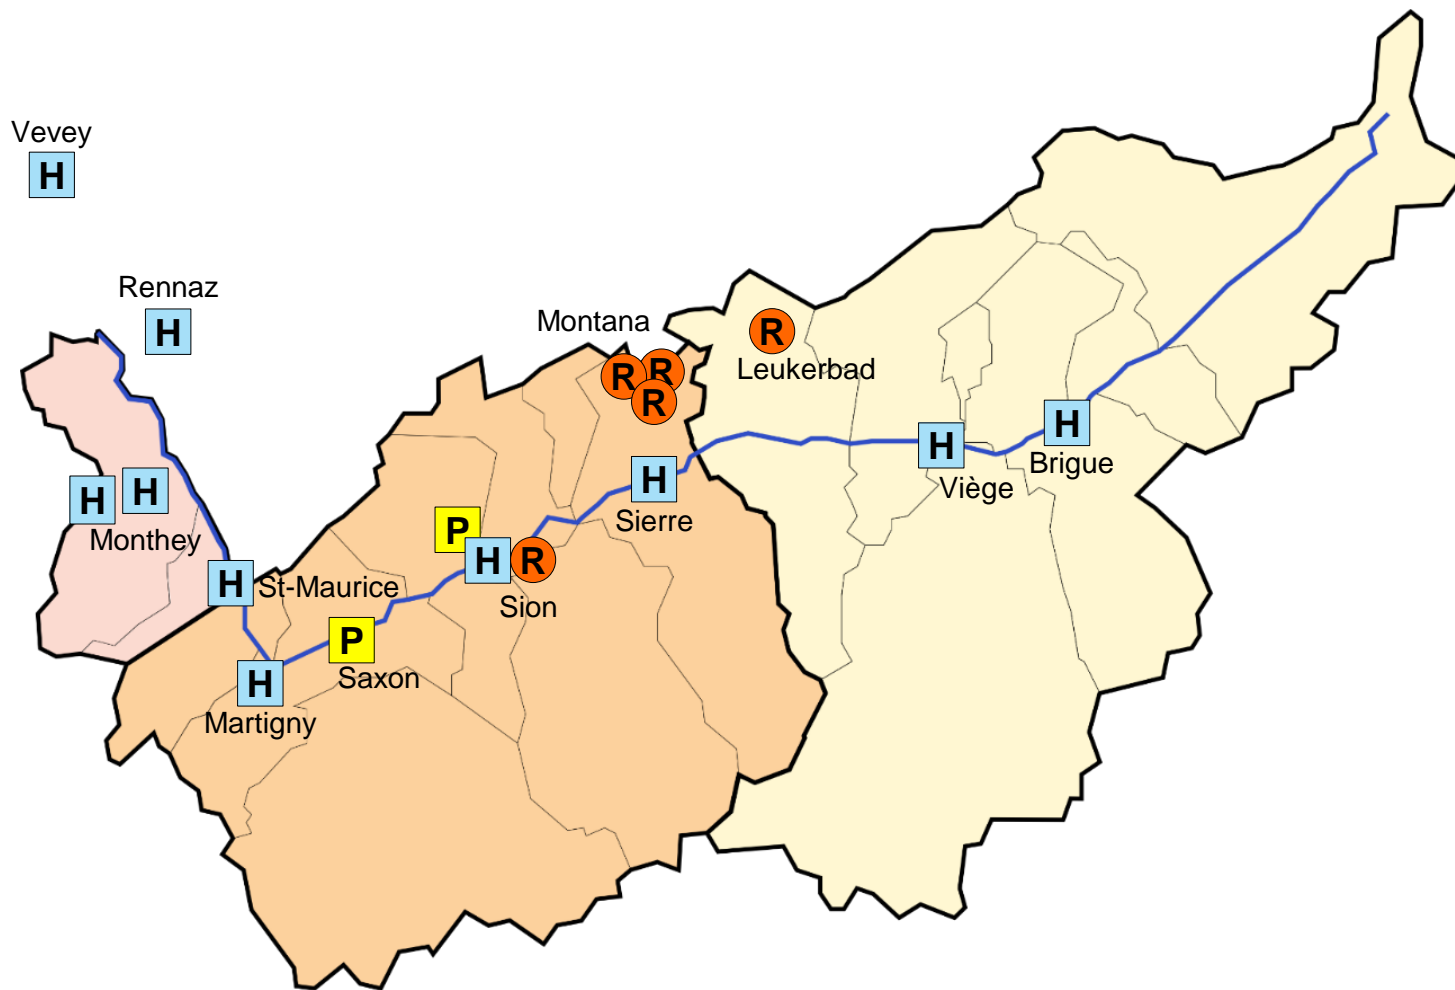 Vevey
H
Rennaz
H
Montana
R
R
R
R
Leukerbad
H
Brigue
H
Viège
H
Sierre
H
H
Monthey
P
H
R
Sion
H
St-Maurice
P
Saxon
H
Martigny